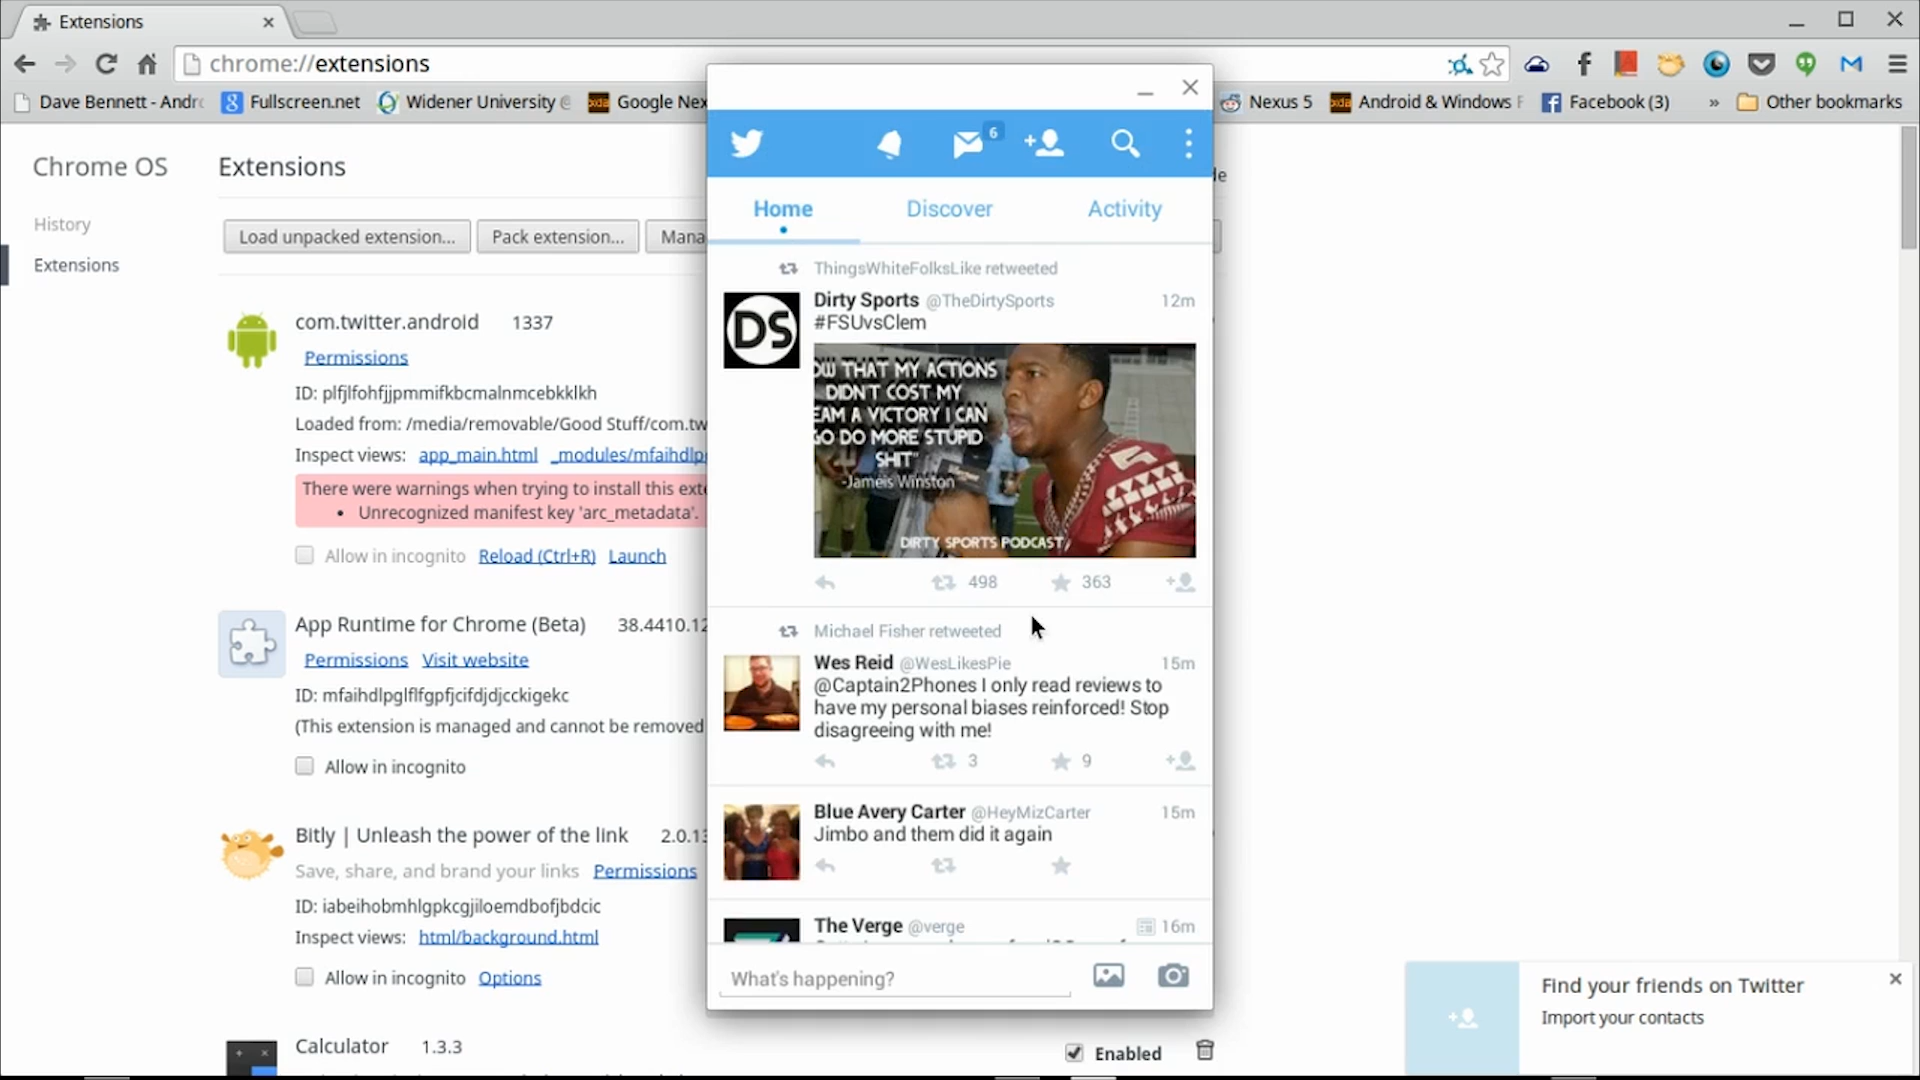 Extensions
chrome://extensions
Dave Bennett - Andr
Fullscreen.net
Widener University @
Google Nex
Nexus 5
Android & Windows F
Facebook (3)
»
Other bookmarks
Chrome OS
History
Extensions
Extensions
Load unpacked extension...
Pack extension...
com.twitter.android 1337
Permissions
ID: plfjlfohfjjpmmifkbcmalnmcebkklkh
Loaded from: /media/removable/Good Stuff/com.tw
Inspect views: app_main.html _modules/mfaihdlp
There were warnings when trying to install this exte
• Unrecognized manifest key 'arc_metadata'.
Allow in incognito Reload (Ctrl+R) Launch
App Runtime for Chrome (Beta) 38.4410.12
Permissions Visit website
ID: mfaihdlpglflfgpfjcifdjdjcckigekc
(This extension is managed and cannot be removed
Allow in incognito
Bitly | Unleash the power of the link 2.0.13
Save, share, and brand your links Permissions
ID: iabeihobmhlgpkcgjiloemdbofjbdcic
Inspect views: html/background.html
Allow in incognito Options
Calculator 1.3.3
Enabled
6
Home
Discover
Activity
ThingsWhiteFolksLike retweeted
Dirty Sports @TheDirtySports 12m
#FSUvsClem
OW THAT MY ACTIONS
DIDN'T COST MY
EAM A VICTORY I CAN
GO DO MORE STUPID
SHIT"
-Jameis Winston
DIRTY SPORTS PODCAST
498 363
Michael Fisher retweeted
Wes Reid @WesLikesPie 15m
@Captain2Phones I only read reviews to
have my personal biases reinforced! Stop
disagreeing with me!
3 9
Blue Avery Carter @HeyMizCarter 15m
Jimbo and them did it again
The Verge @verge 16m
What's happening?
Find your friends on Twitter
Import your contacts
DS